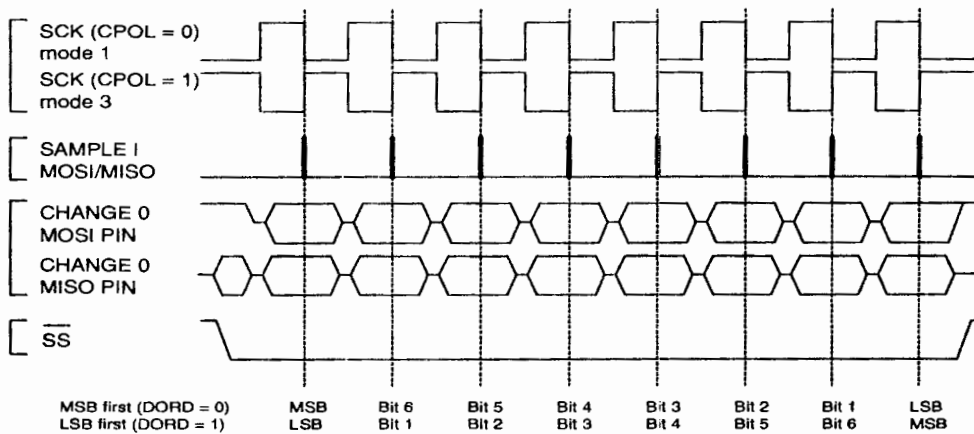 SCK (CPOL = 0)
mode 1
SCK (CPOL = 1)
mode 3
SAMPLE I
MOSI/MISO
CHANGE 0
MOSI PIN
CHANGE 0
MISO PIN
SS
MSB first (DORD = 0) MSB Bit 6 Bit 5 Bit 4 Bit 3 Bit 2 Bit 1 LSB
LSB first (DORD = 1) LSB Bit 1 Bit 2 Bit 3 Bit 4 Bit 5 Bit 6 MSB